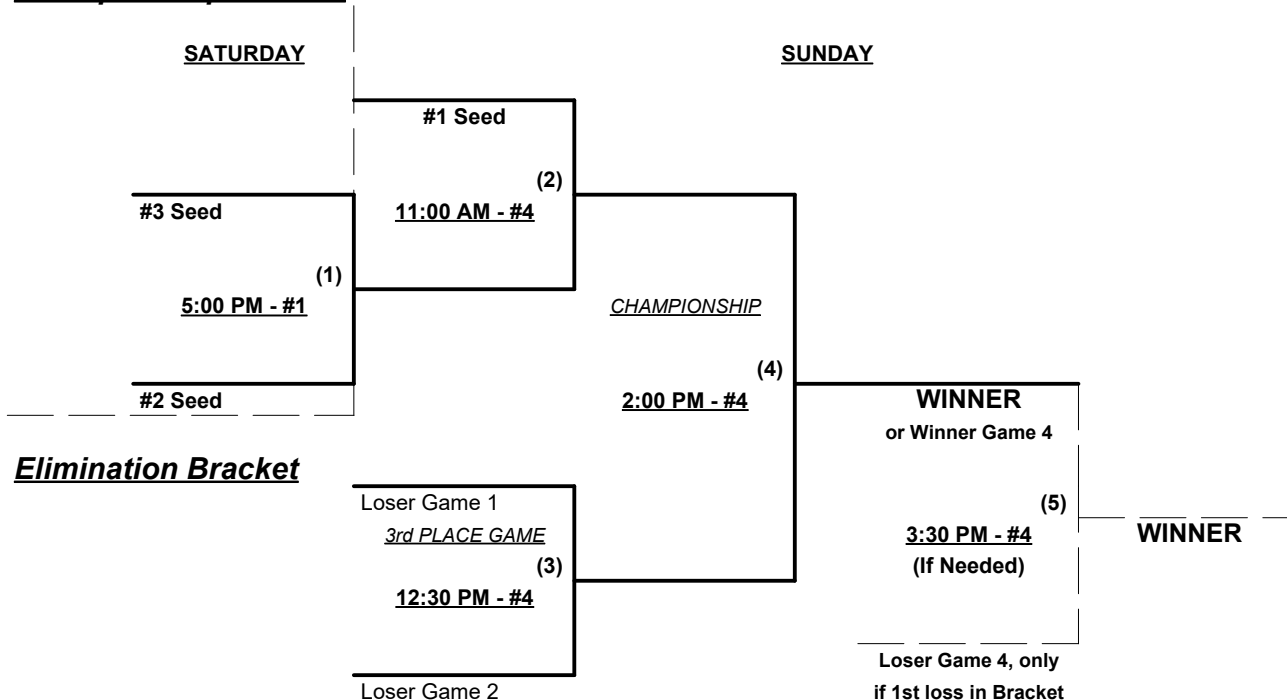 SATURDAY
SUNDAY
#1 Seed
(2)
11:00 AM - #4
#3 Seed
(1)
5:00 PM - #1
#2 Seed
CHAMPIONSHIP
(4)
2:00 PM - #4
WINNER
or Winner Game 4
Elimination Bracket
Loser Game 1
3rd PLACE GAME
(3)
12:30 PM - #4
Loser Game 2
(5)
3:30 PM - #4
(If Needed)
WINNER
Loser Game 4, only
if 1st loss in Bracket